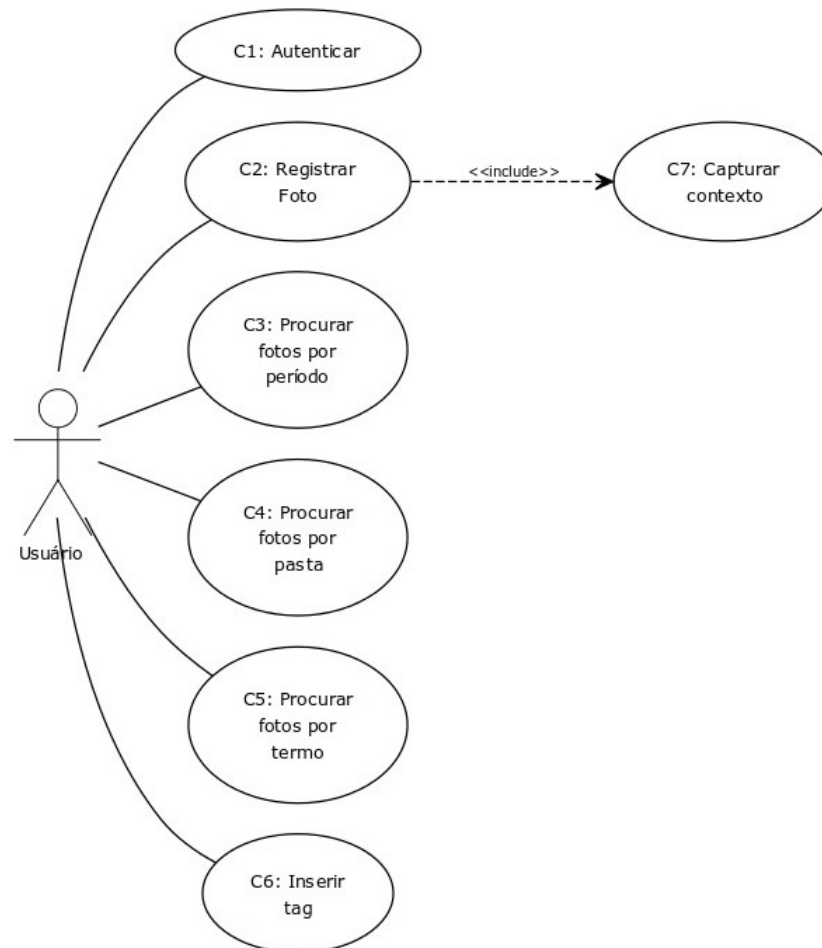 C1: Autenticar
C2: Registrar
Foto
<<include>>
C7: Capturar
contexto
C3: Procurar
fotos por
período
C4: Procurar
fotos por
pasta
Usuário
C5: Procurar
fotos por
termo
C6: Inserir
tag